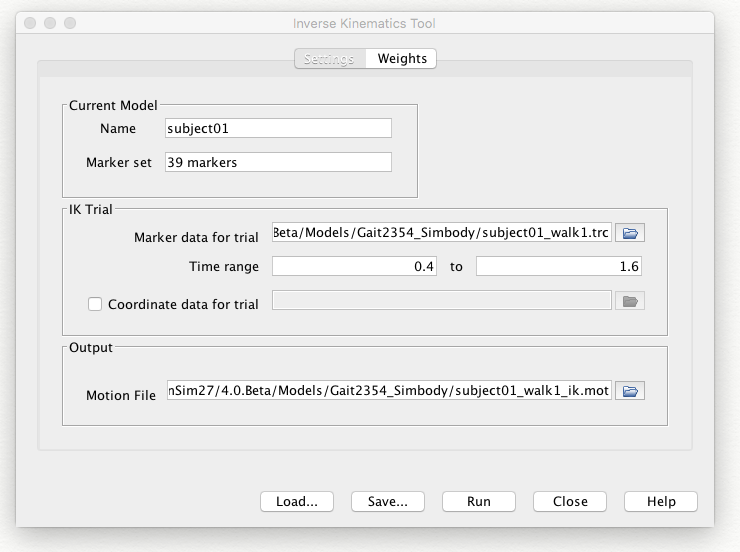 Inverse Kinematics Tool
Settings Weights
Current Model
Name subject01
Marker set 39 markers
IK Trial
Marker data for trial Beta/Models/Gait2354_Simbody/subject01_walk1.trc
Time range 0.4 to 1.6
Coordinate data for trial
Output
Motion File nSim27/4.0.Beta/Models/Gait2354_Simbody/subject01_walk1_ik.mot
Load... Save... Run Close Help